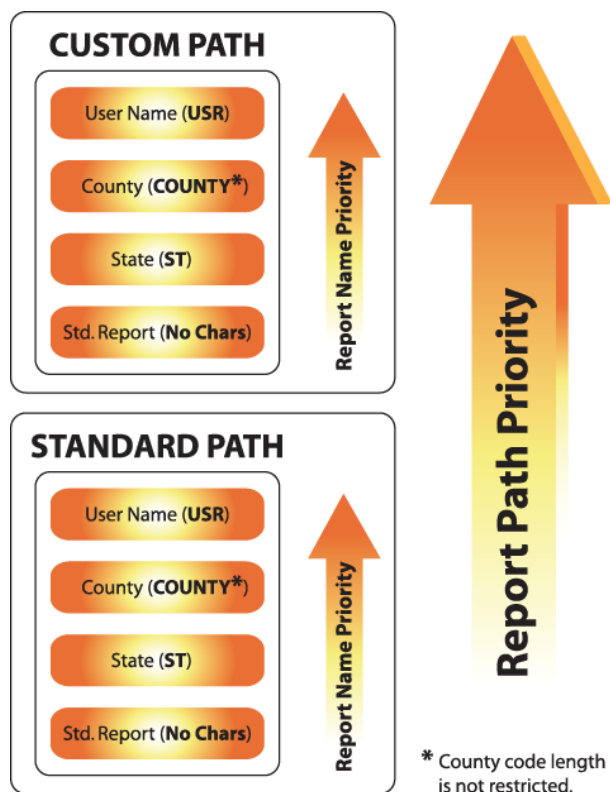 CUSTOM PATH
User Name (USR)
County (COUNTY*)
State (ST)
Std. Report (No Chars)
Report Name Priority
STANDARD PATH
User Name (USR)
County (COUNTY*)
State (ST)
Std. Report (No Chars)
Report Name Priority
Report Path Priority
* County code length
is not restricted.